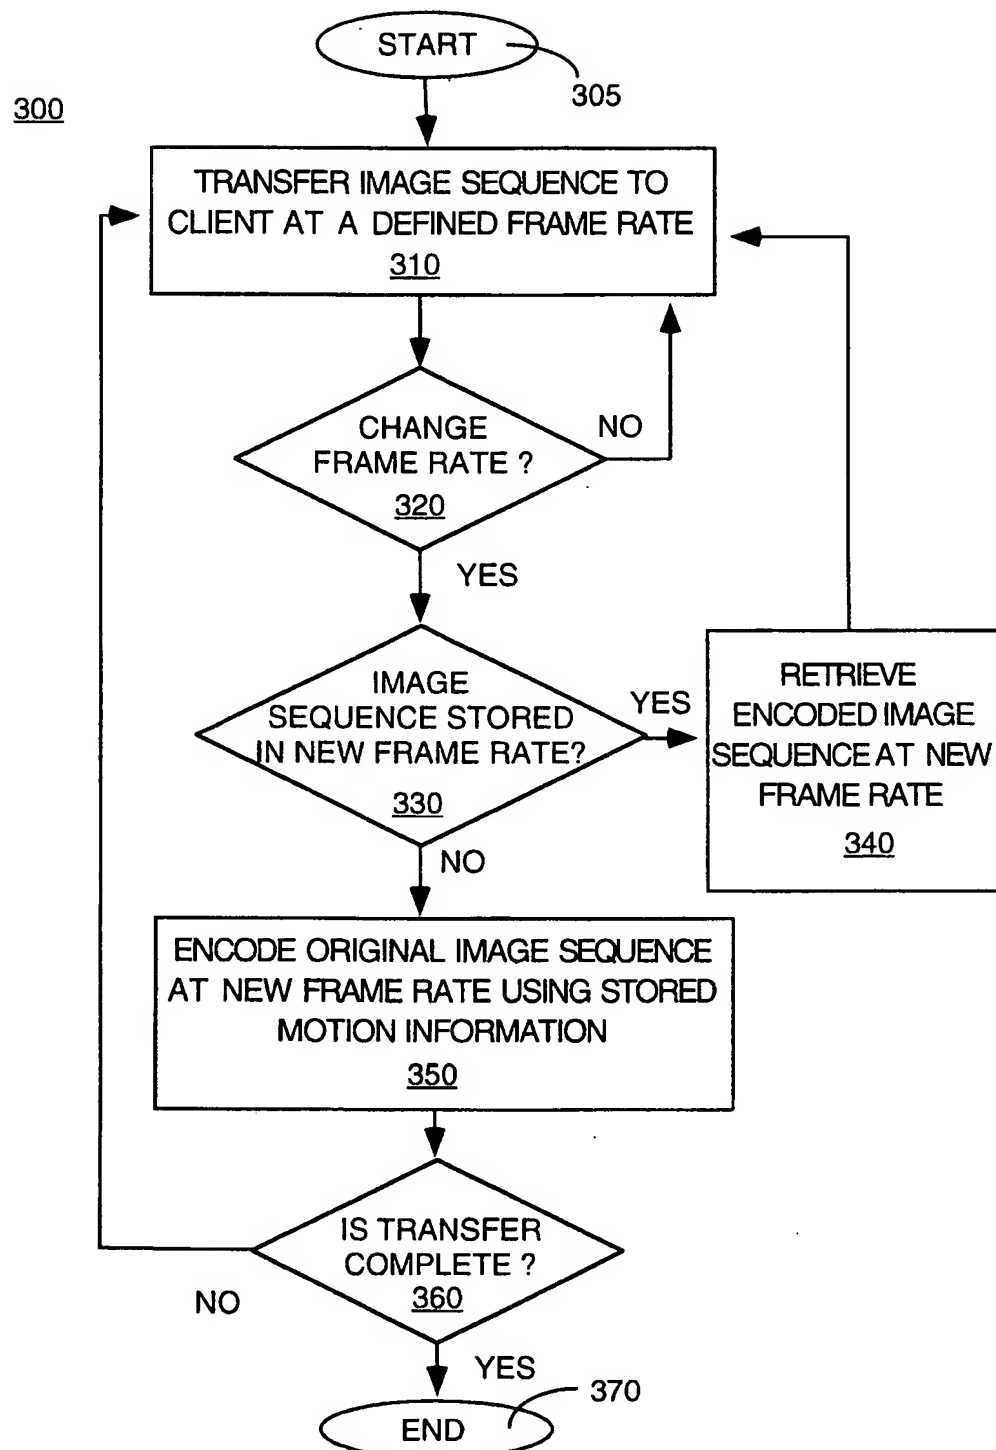 START
305
300
TRANSFER IMAGE SEQUENCE TO
CLIENT AT A DEFINED FRAME RATE
310
CHANGE
FRAME RATE ?
320
NO
YES
IMAGE
SEQUENCE STORED
IN NEW FRAME RATE?
330
YES
RETRIEVE
ENCODED IMAGE
SEQUENCE AT NEW
FRAME RATE
340
NO
ENCODE ORIGINAL IMAGE SEQUENCE
AT NEW FRAME RATE USING STORED
MOTION INFORMATION
350
IS TRANSFER
COMPLETE ?
360
NO
YES
370
END